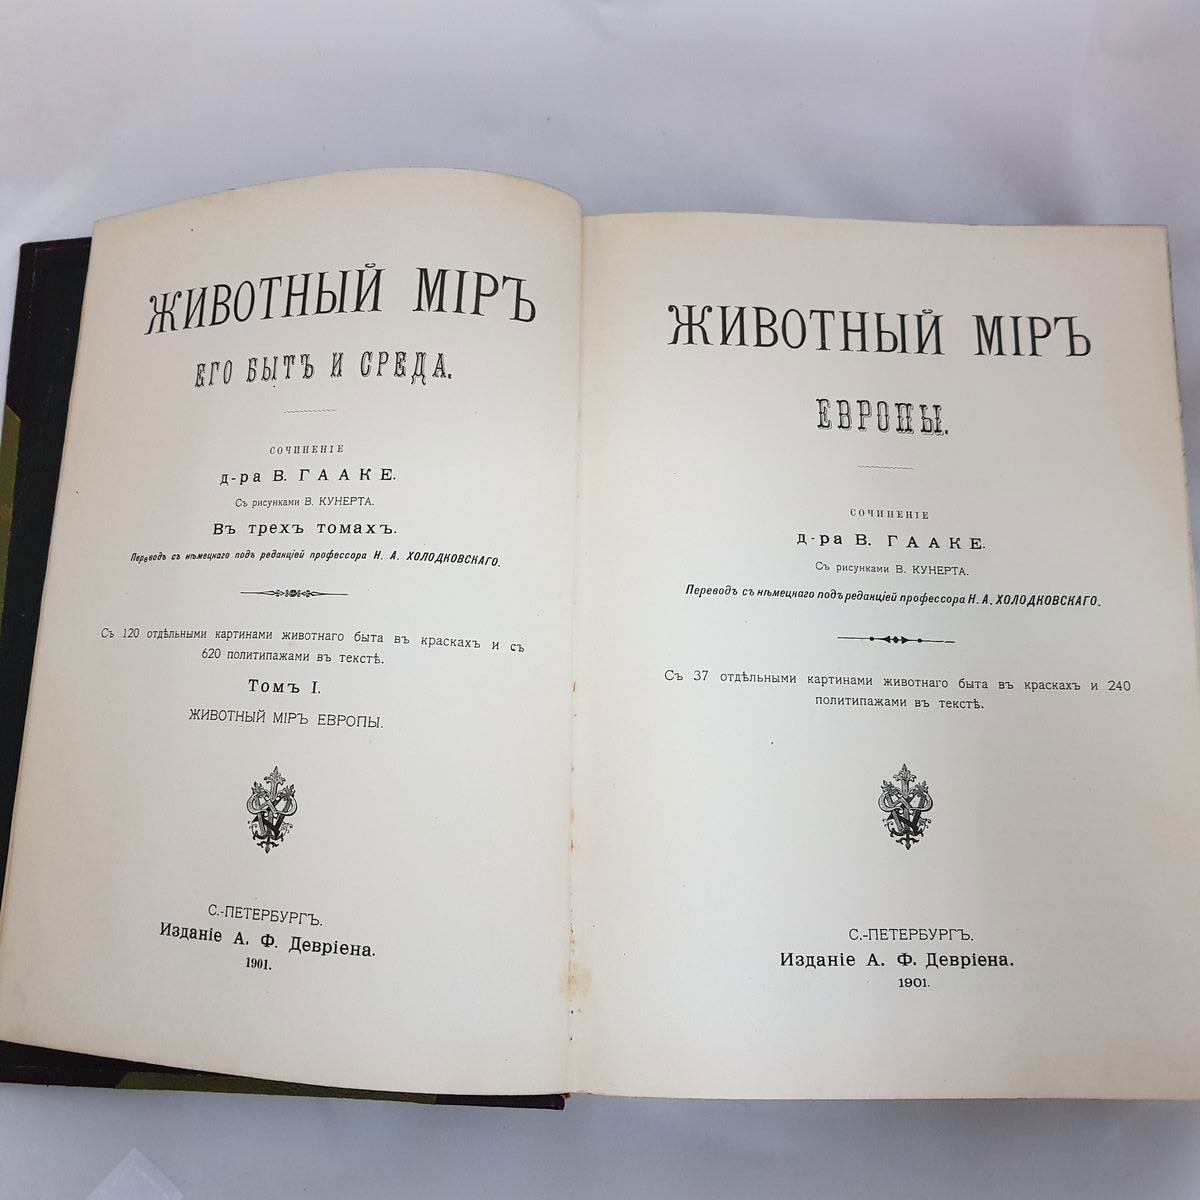 ЖИВОТНЫЙ МІРЪ
ЕГО БЫТЪ И СРЕДА.
СОЧИНЕНІЕ
д-ра В. ГААКЕ.
Съ рисунками В. КУНЕРТА.
Въ трехъ томахъ.
Переводъ съ нѣмецкаго подъ редакціей профессора Н. А. ХОЛОДКОВСКАГО.
Съ 120 отдѣльными картинами животнаго быта въ краскахъ и съ
620 политипажами въ текстѣ.
Томъ I.
ЖИВОТНЫЙ МІРЪ ЕВРОПЫ.
С.-ПЕТЕРБУРГЪ.
Изданіе А. Ф. Девріена.
1901.
ЖИВОТНЫЙ МІРЪ
ЕВРОПЫ.
СОЧИНЕНІЕ
д-ра В. ГААКЕ.
Съ рисунками В. КУНЕРТА.
Переводъ съ нѣмецкаго подъ редакціей профессора Н. А. ХОЛОДКОВСКАГО.
Съ 37 отдѣльными картинами животнаго быта въ краскахъ и 240
политипажами въ текстѣ.
С.-ПЕТЕРБУРГЪ.
Изданіе А. Ф. Девріена.
1901.